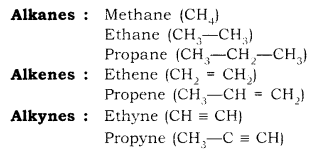 Alkanes : Methane (CH₄)
Ethane (CH₃—CH₃)
Propane (CH₃—CH₂—CH₃)
Alkenes : Ethene (CH₂ = CH₂)
Propene (CH₃—CH = CH₂)
Alkynes : Ethyne (CH ≡ CH)
Propyne (CH₃—C ≡ CH)